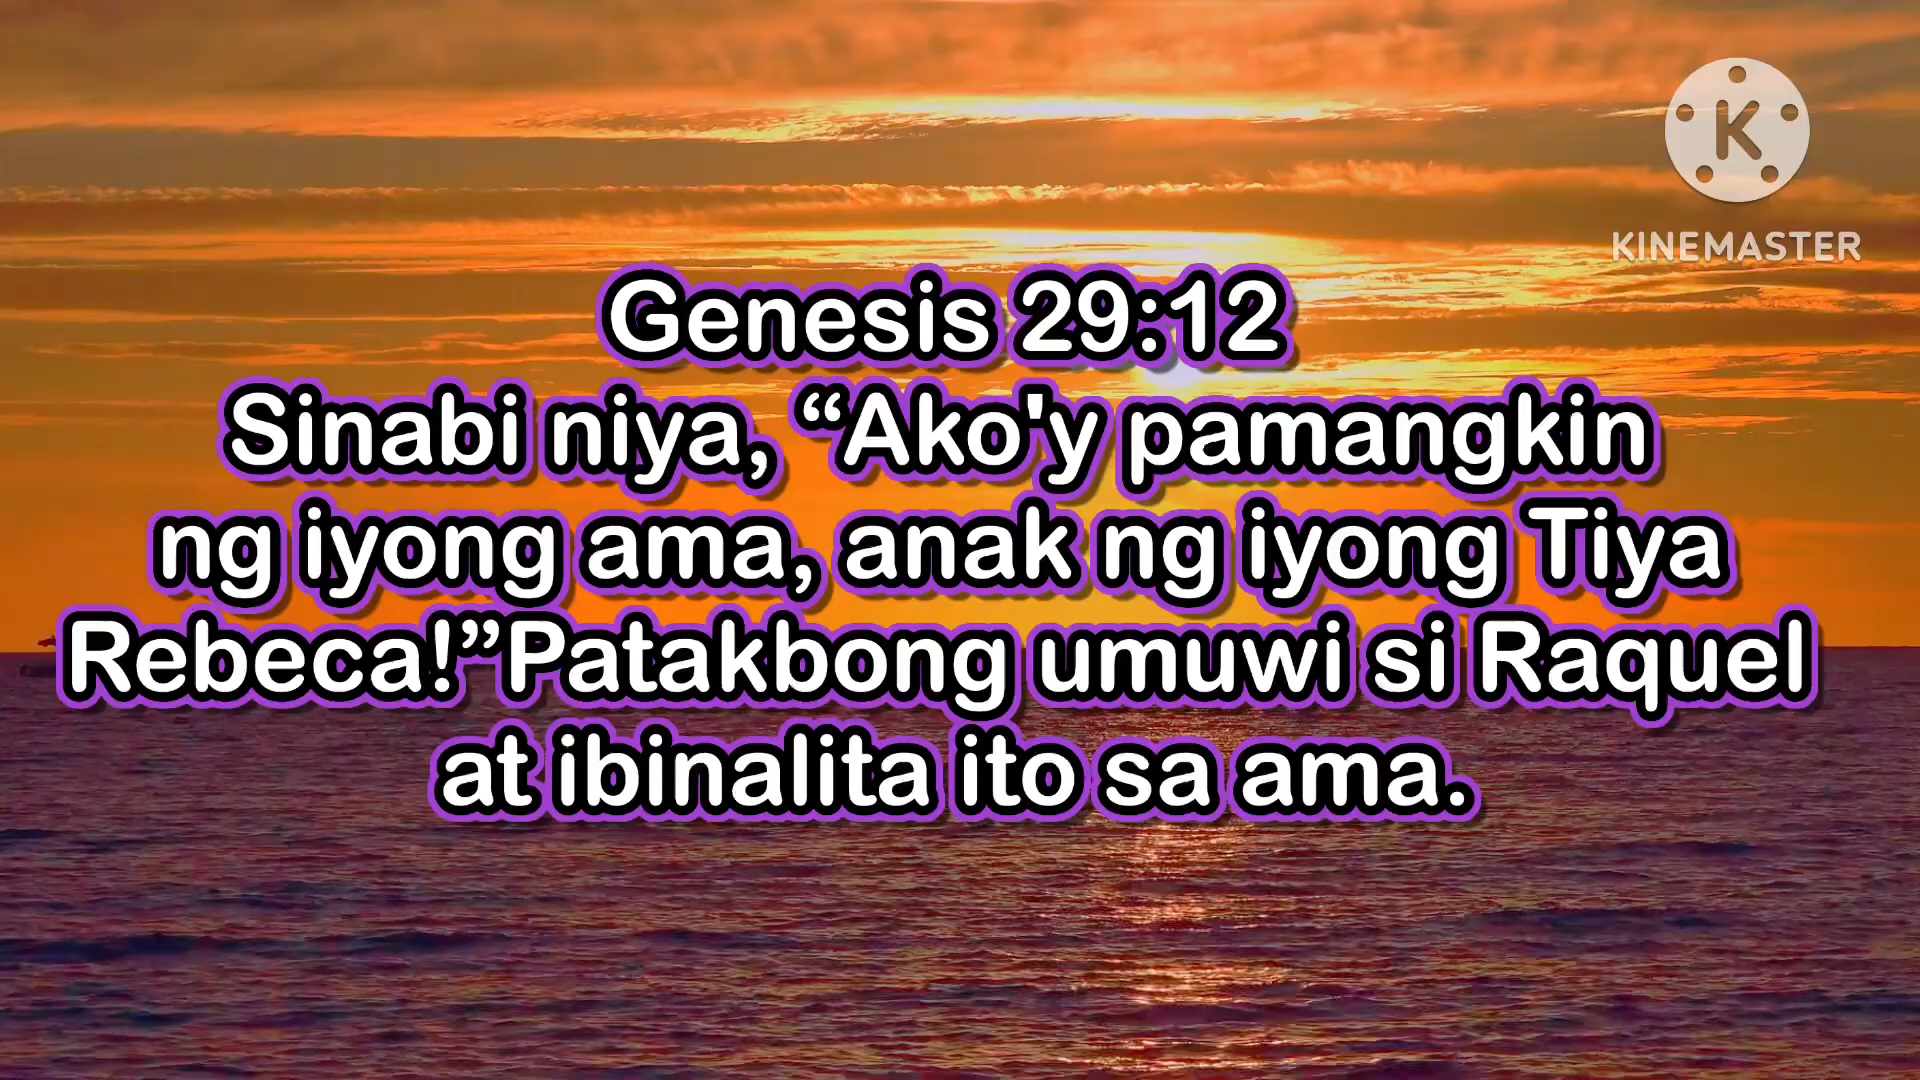 K
KINEMASTER
Genesis 29:12
Sinabi niya, “Ako'y pamangkin
ng iyong ama, anak ng iyong Tiya
Rebeca!”Patakbong umuwi si Raquel
at ibinalita ito sa ama.